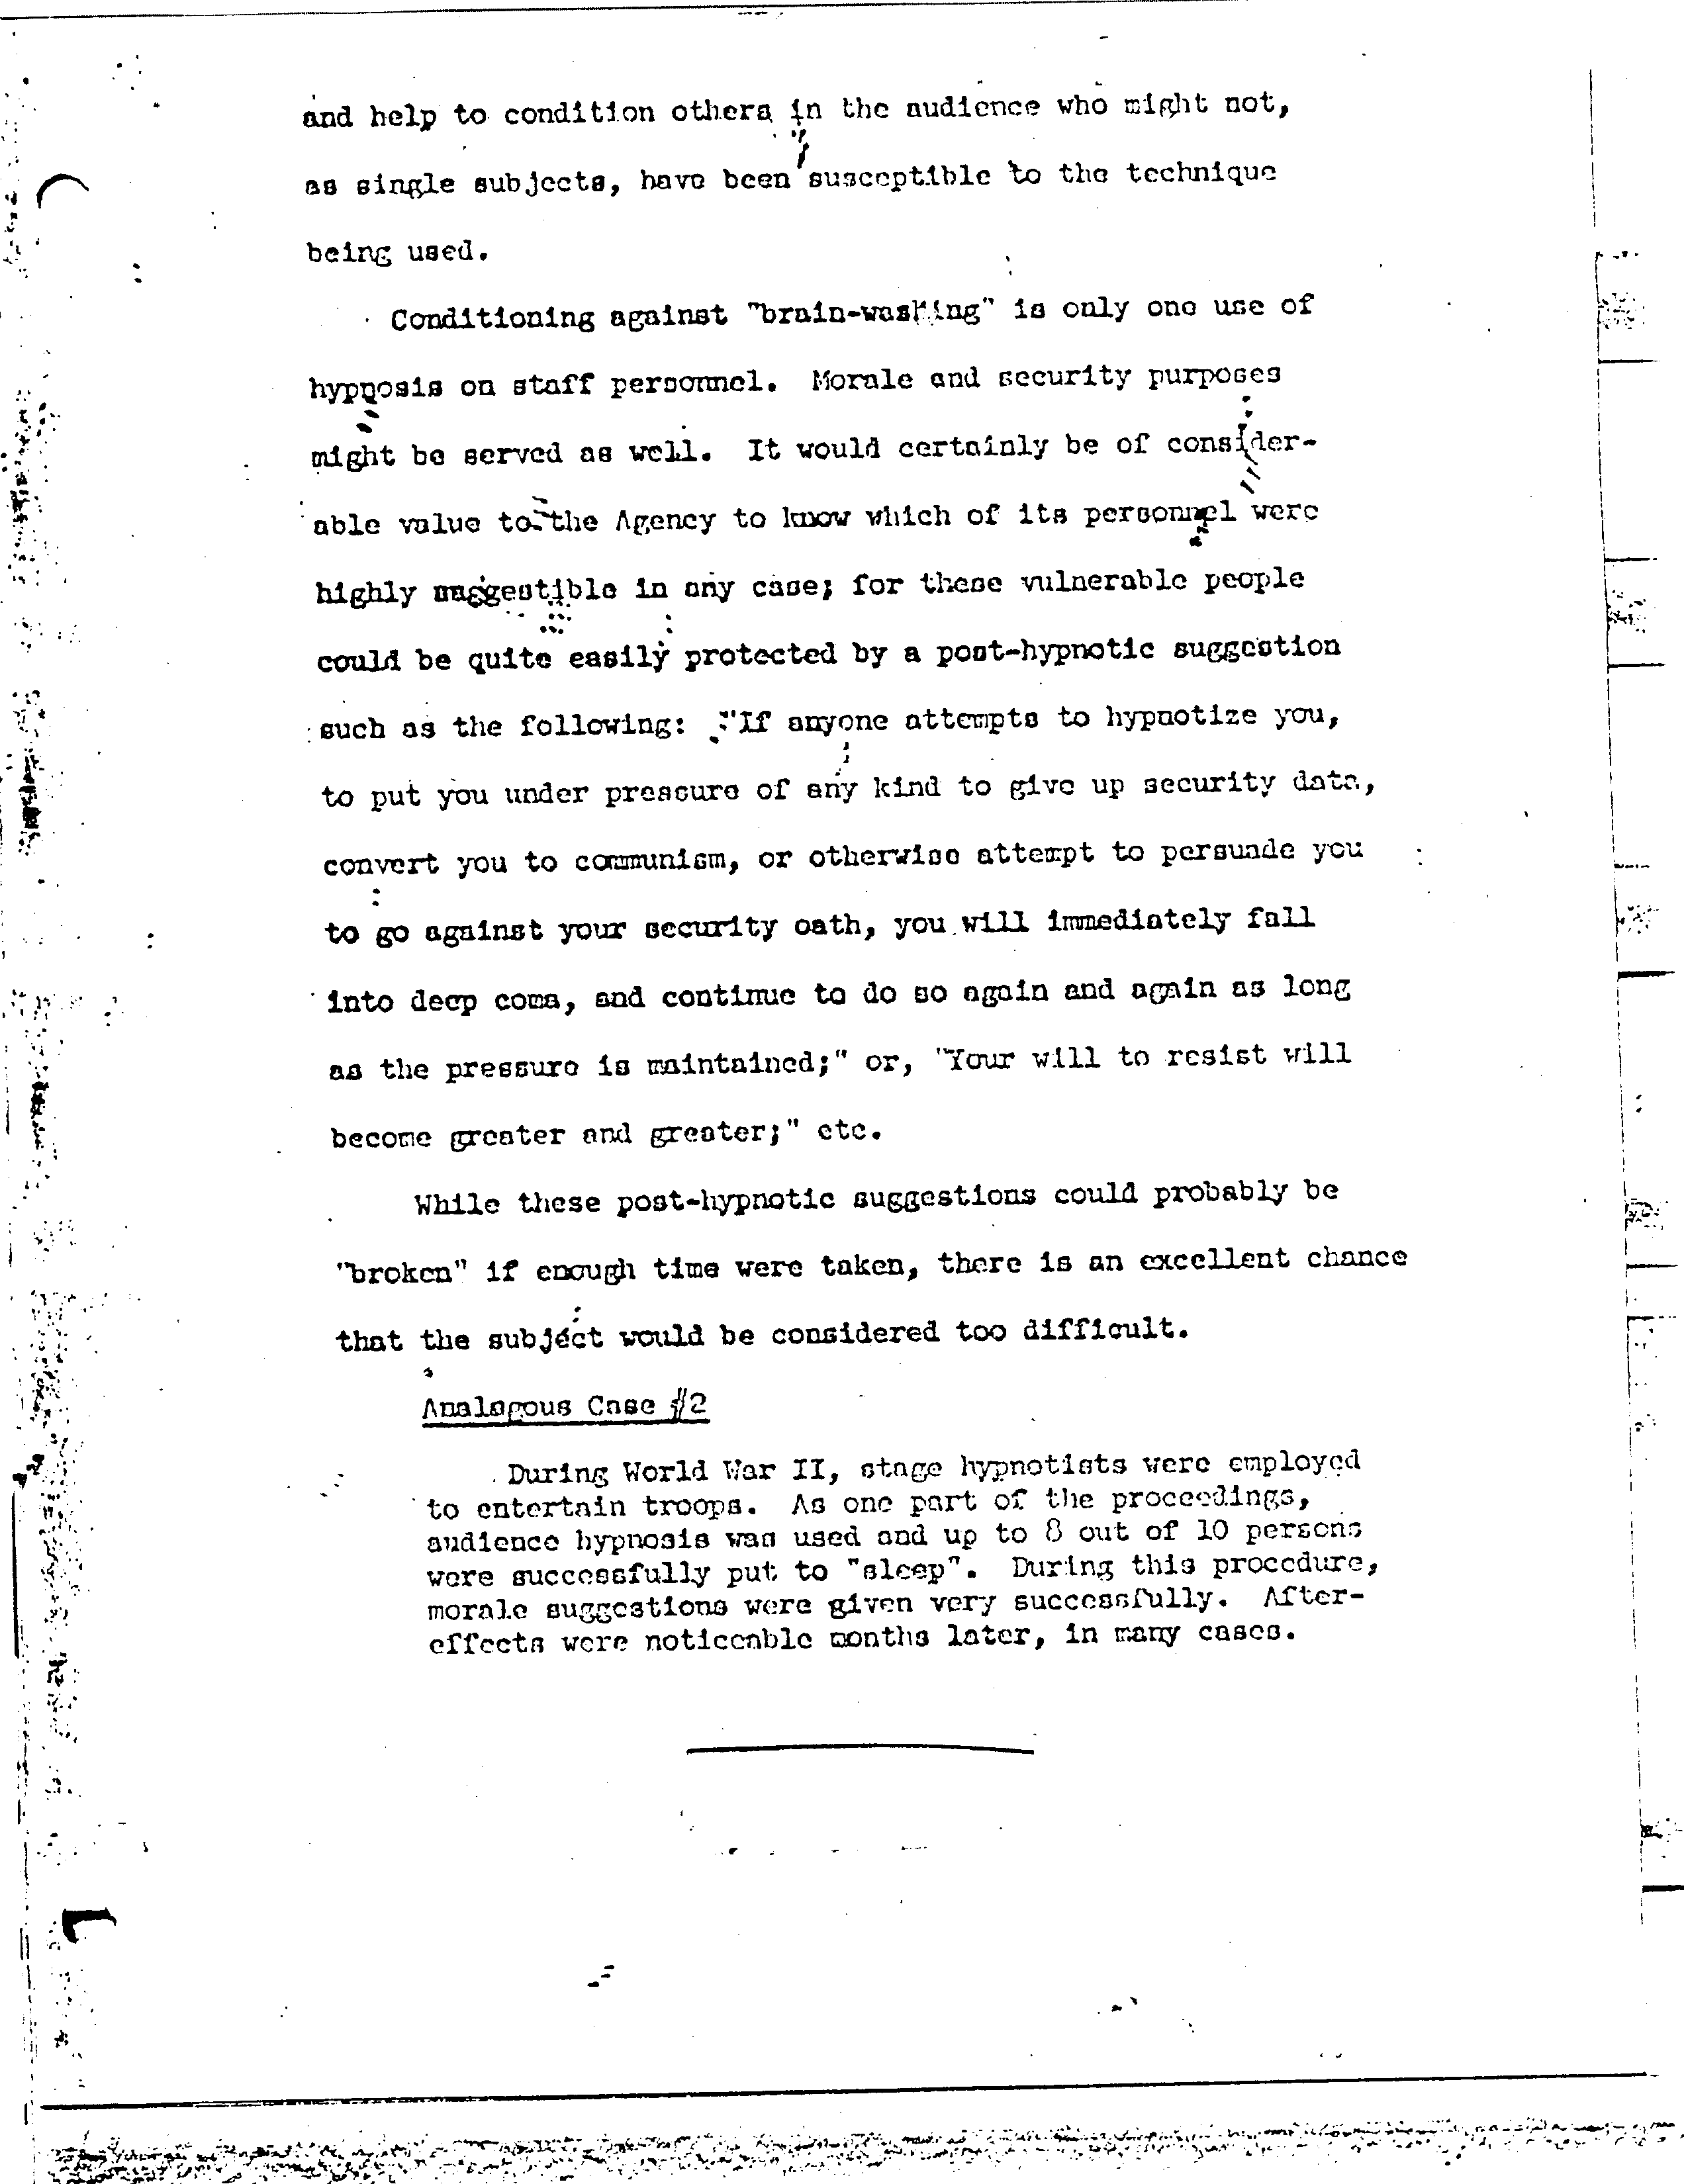 and help to condition others in the audience who might not,
as single subjects, have been susceptible to the technique
being used.
Conditioning against "brain-washing" is only one use of
hypnosis on staff personnel. Morale and security purposes
might be served as well. It would certainly be of consider-
able value to the Agency to know which of its personnel were
highly suggestible in any case; for these vulnerable people
could be quite easily protected by a post-hypnotic suggestion
such as the following: "If anyone attempts to hypnotize you,
to put you under pressure of any kind to give up security data,
convert you to communism, or otherwise attempt to persuade you
to go against your security oath, you will immediately fall
into deep coma, and continue to do so again and again as long
as the pressure is maintained;" or, "Your will to resist will
become greater and greater;" etc.
While these post-hypnotic suggestions could probably be
"broken" if enough time were taken, there is an excellent chance
that the subject would be considered too difficult.
Analagous Case #2
During World War II, stage hypnotists were employed
to entertain troops. As one part of the proceedings,
audience hypnosis was used and up to 8 out of 10 persons
were successfully put to "sleep". During this procedure,
morale suggestions were given very successfully. After-
effects were noticeable months later, in many cases.